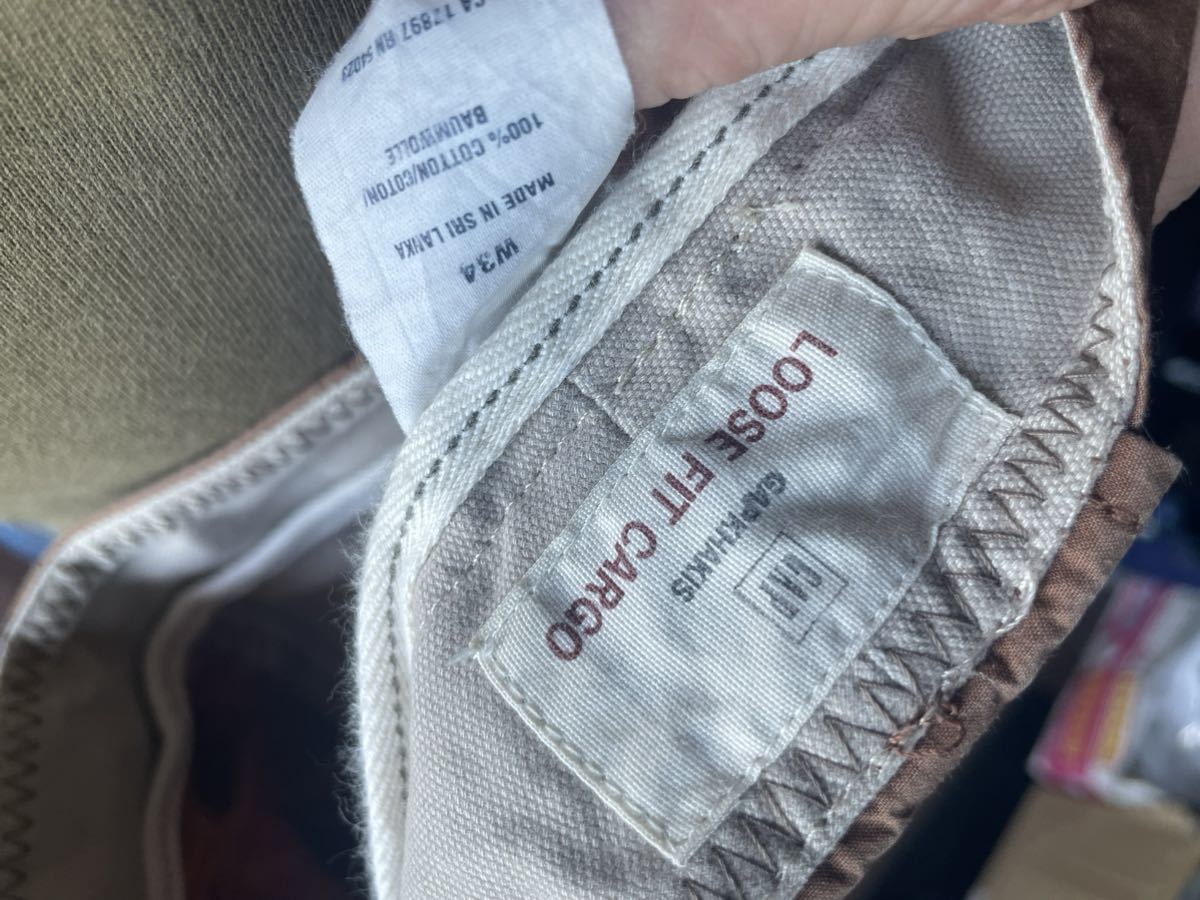 W34
MADE IN SRI LANKA
100% COTTON/COTON/
BAUMWOLLE
CA 17897 RN 54023
GAP
GAP KHAKIS
LOOSE FIT CARGO